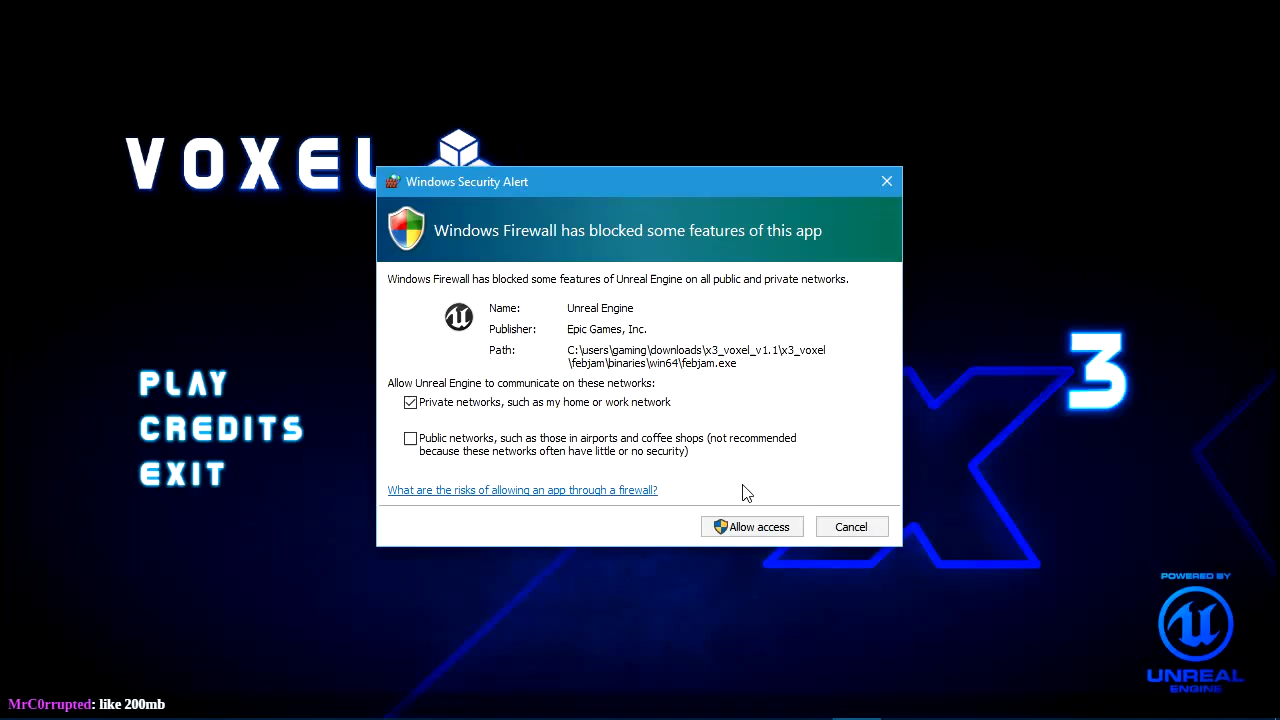 VOXEL
Windows Security Alert
Windows Firewall has blocked some features of this app
Windows Firewall has blocked some features of Unreal Engine on all public and private networks.
Name: Unreal Engine
Publisher: Epic Games, Inc.
Path: C:\users\gaming\downloads\x3_voxel_v1.1\x3_voxel
\febjam\binaries\win64\febjam.exe
Allow Unreal Engine to communicate on these networks:
Private networks, such as my home or work network
Public networks, such as those in airports and coffee shops (not recommended
because these networks often have little or no security)
What are the risks of allowing an app through a firewall?
Allow access
Cancel
PLAY
CREDITS
EXIT
X
3
POWERED BY
UNREAL
ENGINE
MrC0rrupted: like 200mb